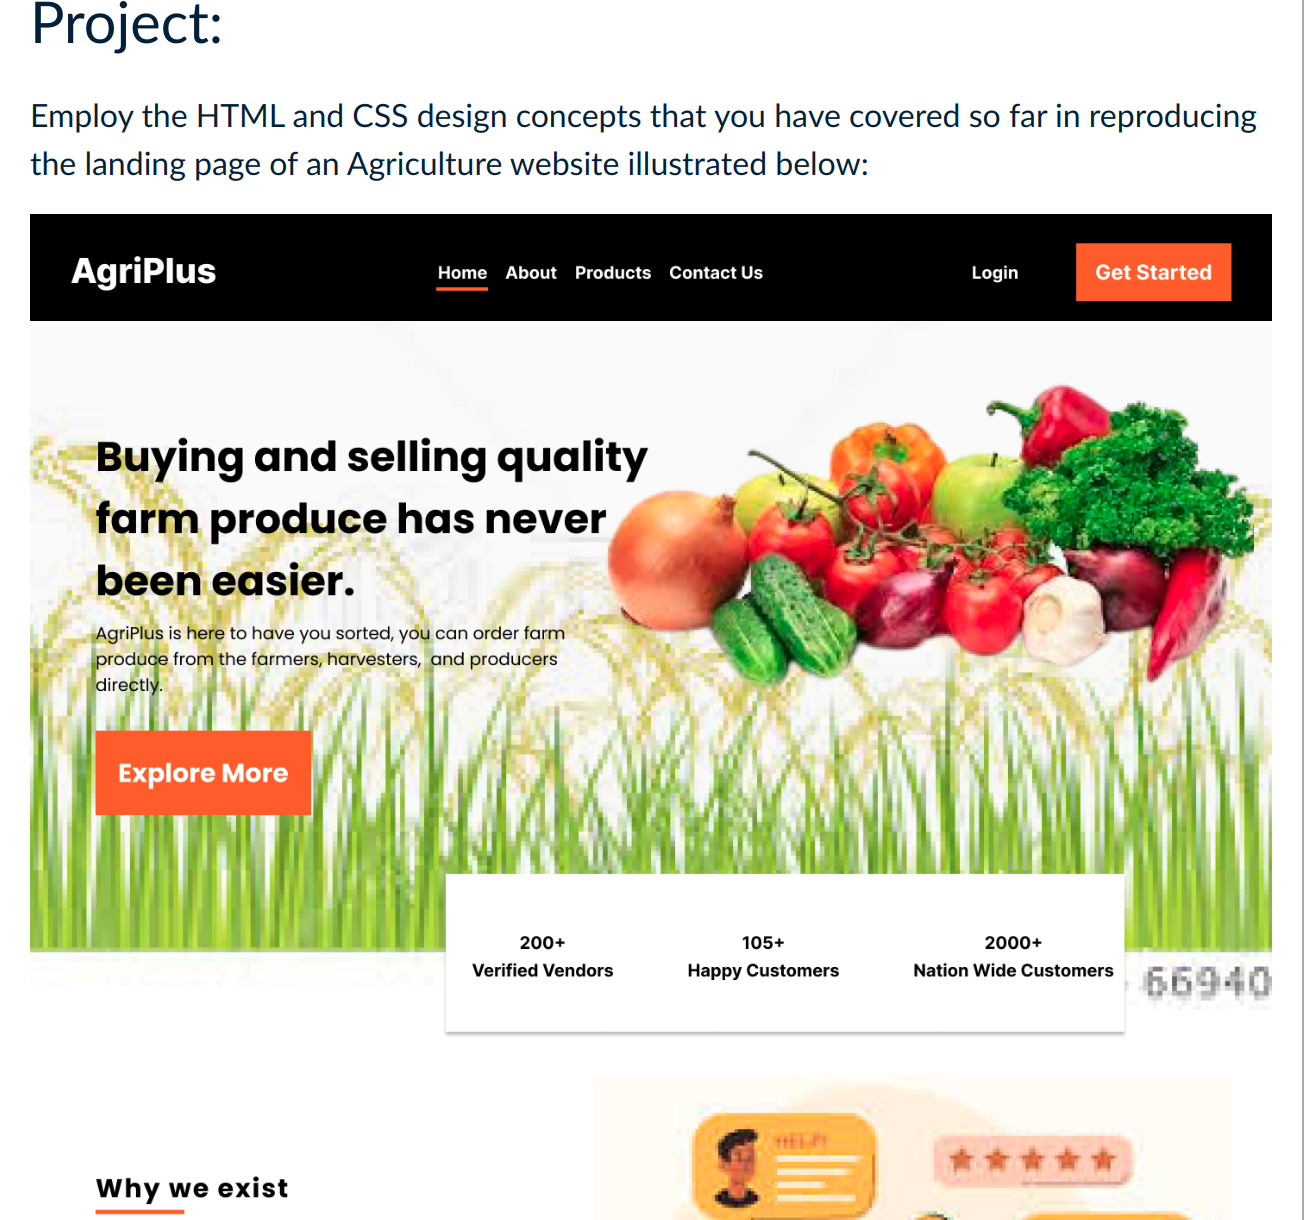 Project:
Employ the HTML and CSS design concepts that you have covered so far in reproducing
the landing page of an Agriculture website illustrated below:
AgriPlus
Home About Products Contact Us
Login
Get Started
Buying and selling quality
farm produce has never
been easier.
AgriPlus is here to have you sorted, you can order farm
produce from the farmers, harvesters, and producers
directly.
Explore More
200+
Verified Vendors
105+
Happy Customers
2000+
Nation Wide Customers
66940
HELP!
Why we exist